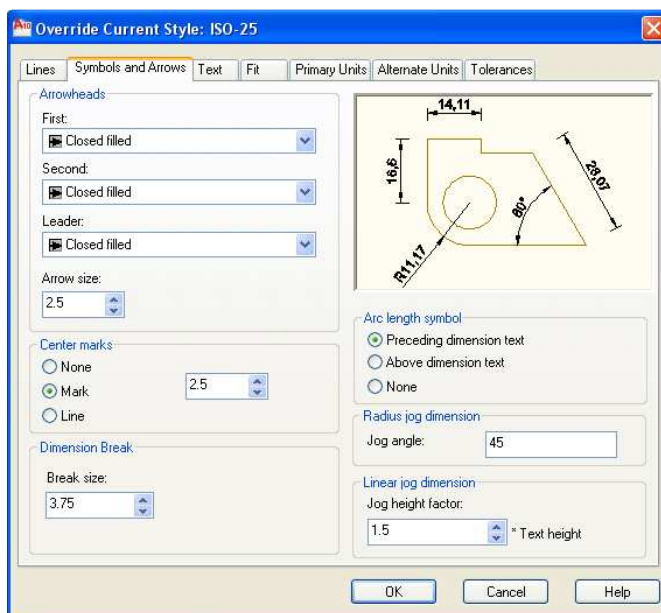 A10 Override Current Style: ISO-25
Lines Symbols and Arrows Text Fit Primary Units Alternate Units Tolerances
Arrowheads
First:
Closed filled
Second:
Closed filled
Leader:
Closed filled
Arrow size:
2.5
Center marks
None
Mark
2.5
Line
Dimension Break
Break size:
3.75
14,11
16,6
28,07
60°
R11,17
Arc length symbol
Preceding dimension text
Above dimension text
None
Radius jog dimension
Jog angle:
45
Linear jog dimension
Jog height factor:
1.5
* Text height
OK Cancel Help